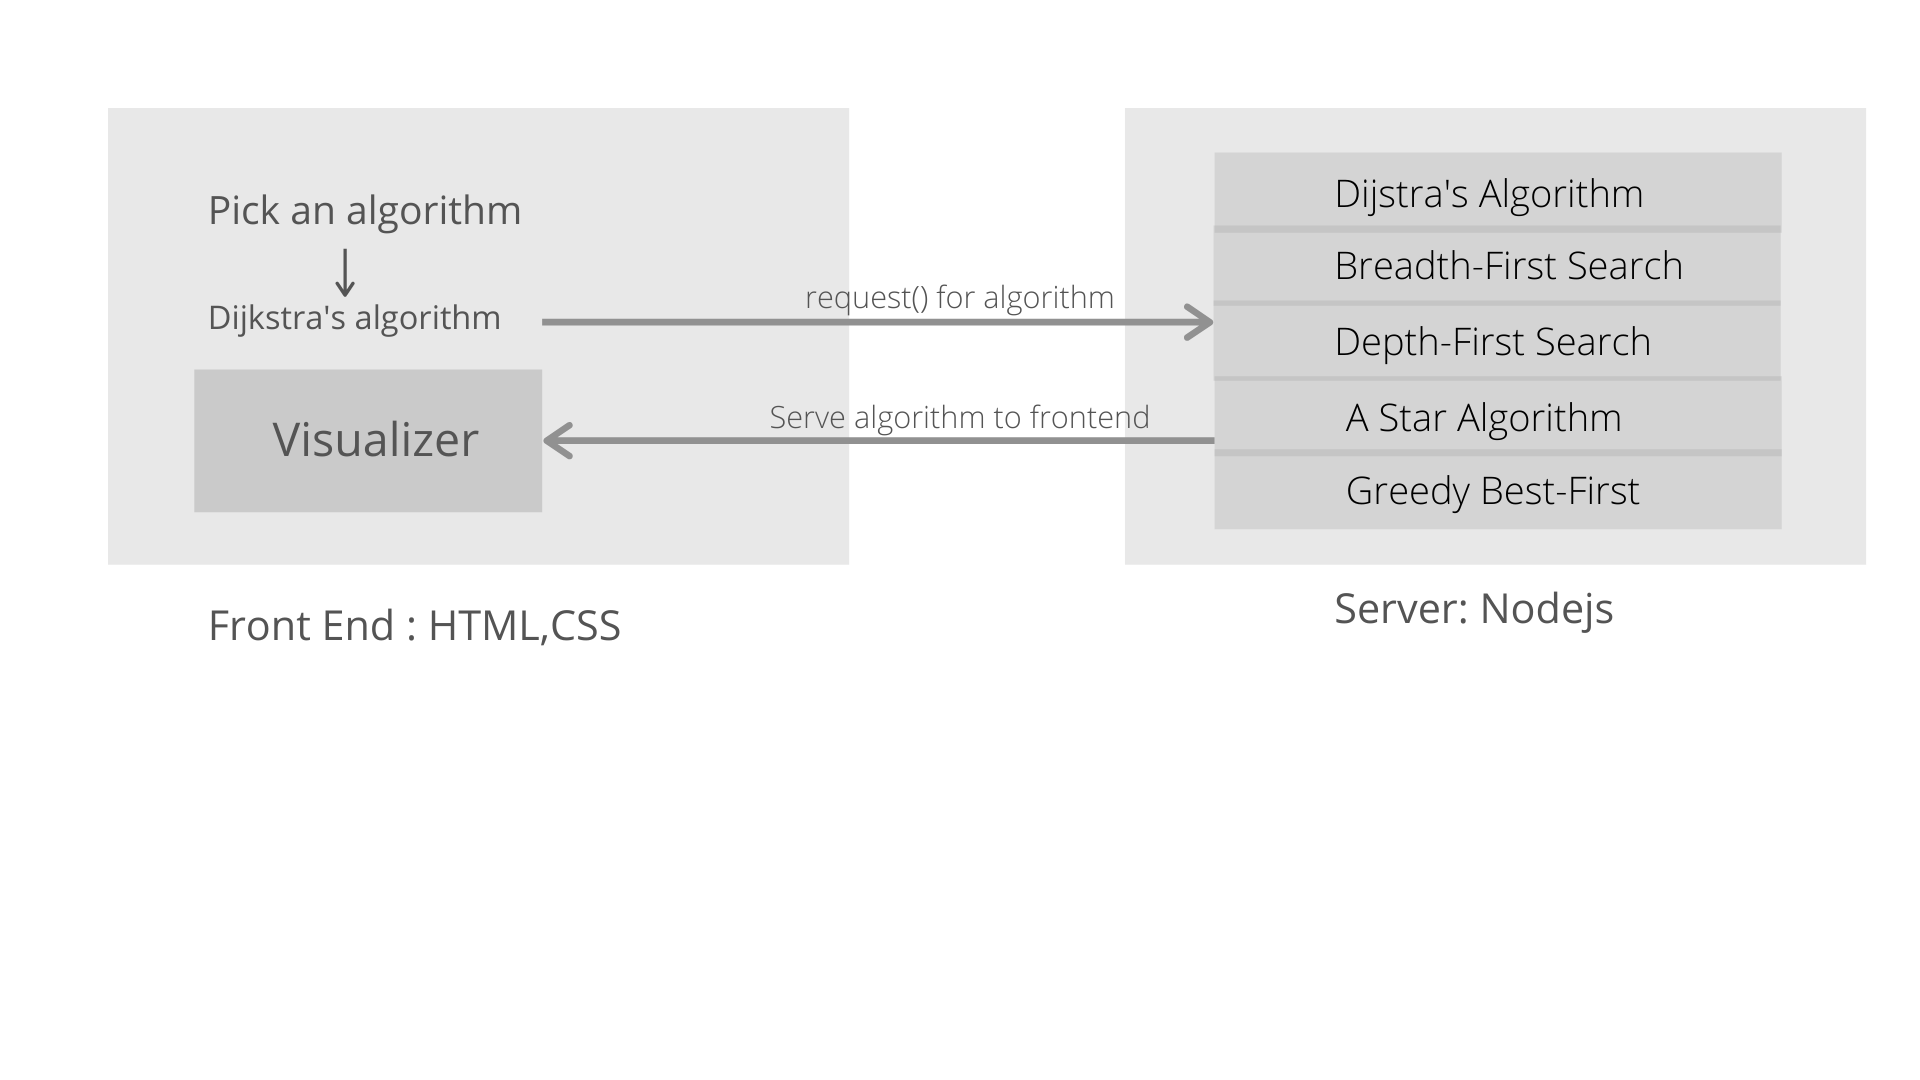 Pick an algorithm
Dijkstra's algorithm
Visualizer
request() for algorithm
Serve algorithm to frontend
Dijstra's Algorithm
Breadth-First Search
Depth-First Search
A Star Algorithm
Greedy Best-First
Front End : HTML,CSS
Server: Nodejs